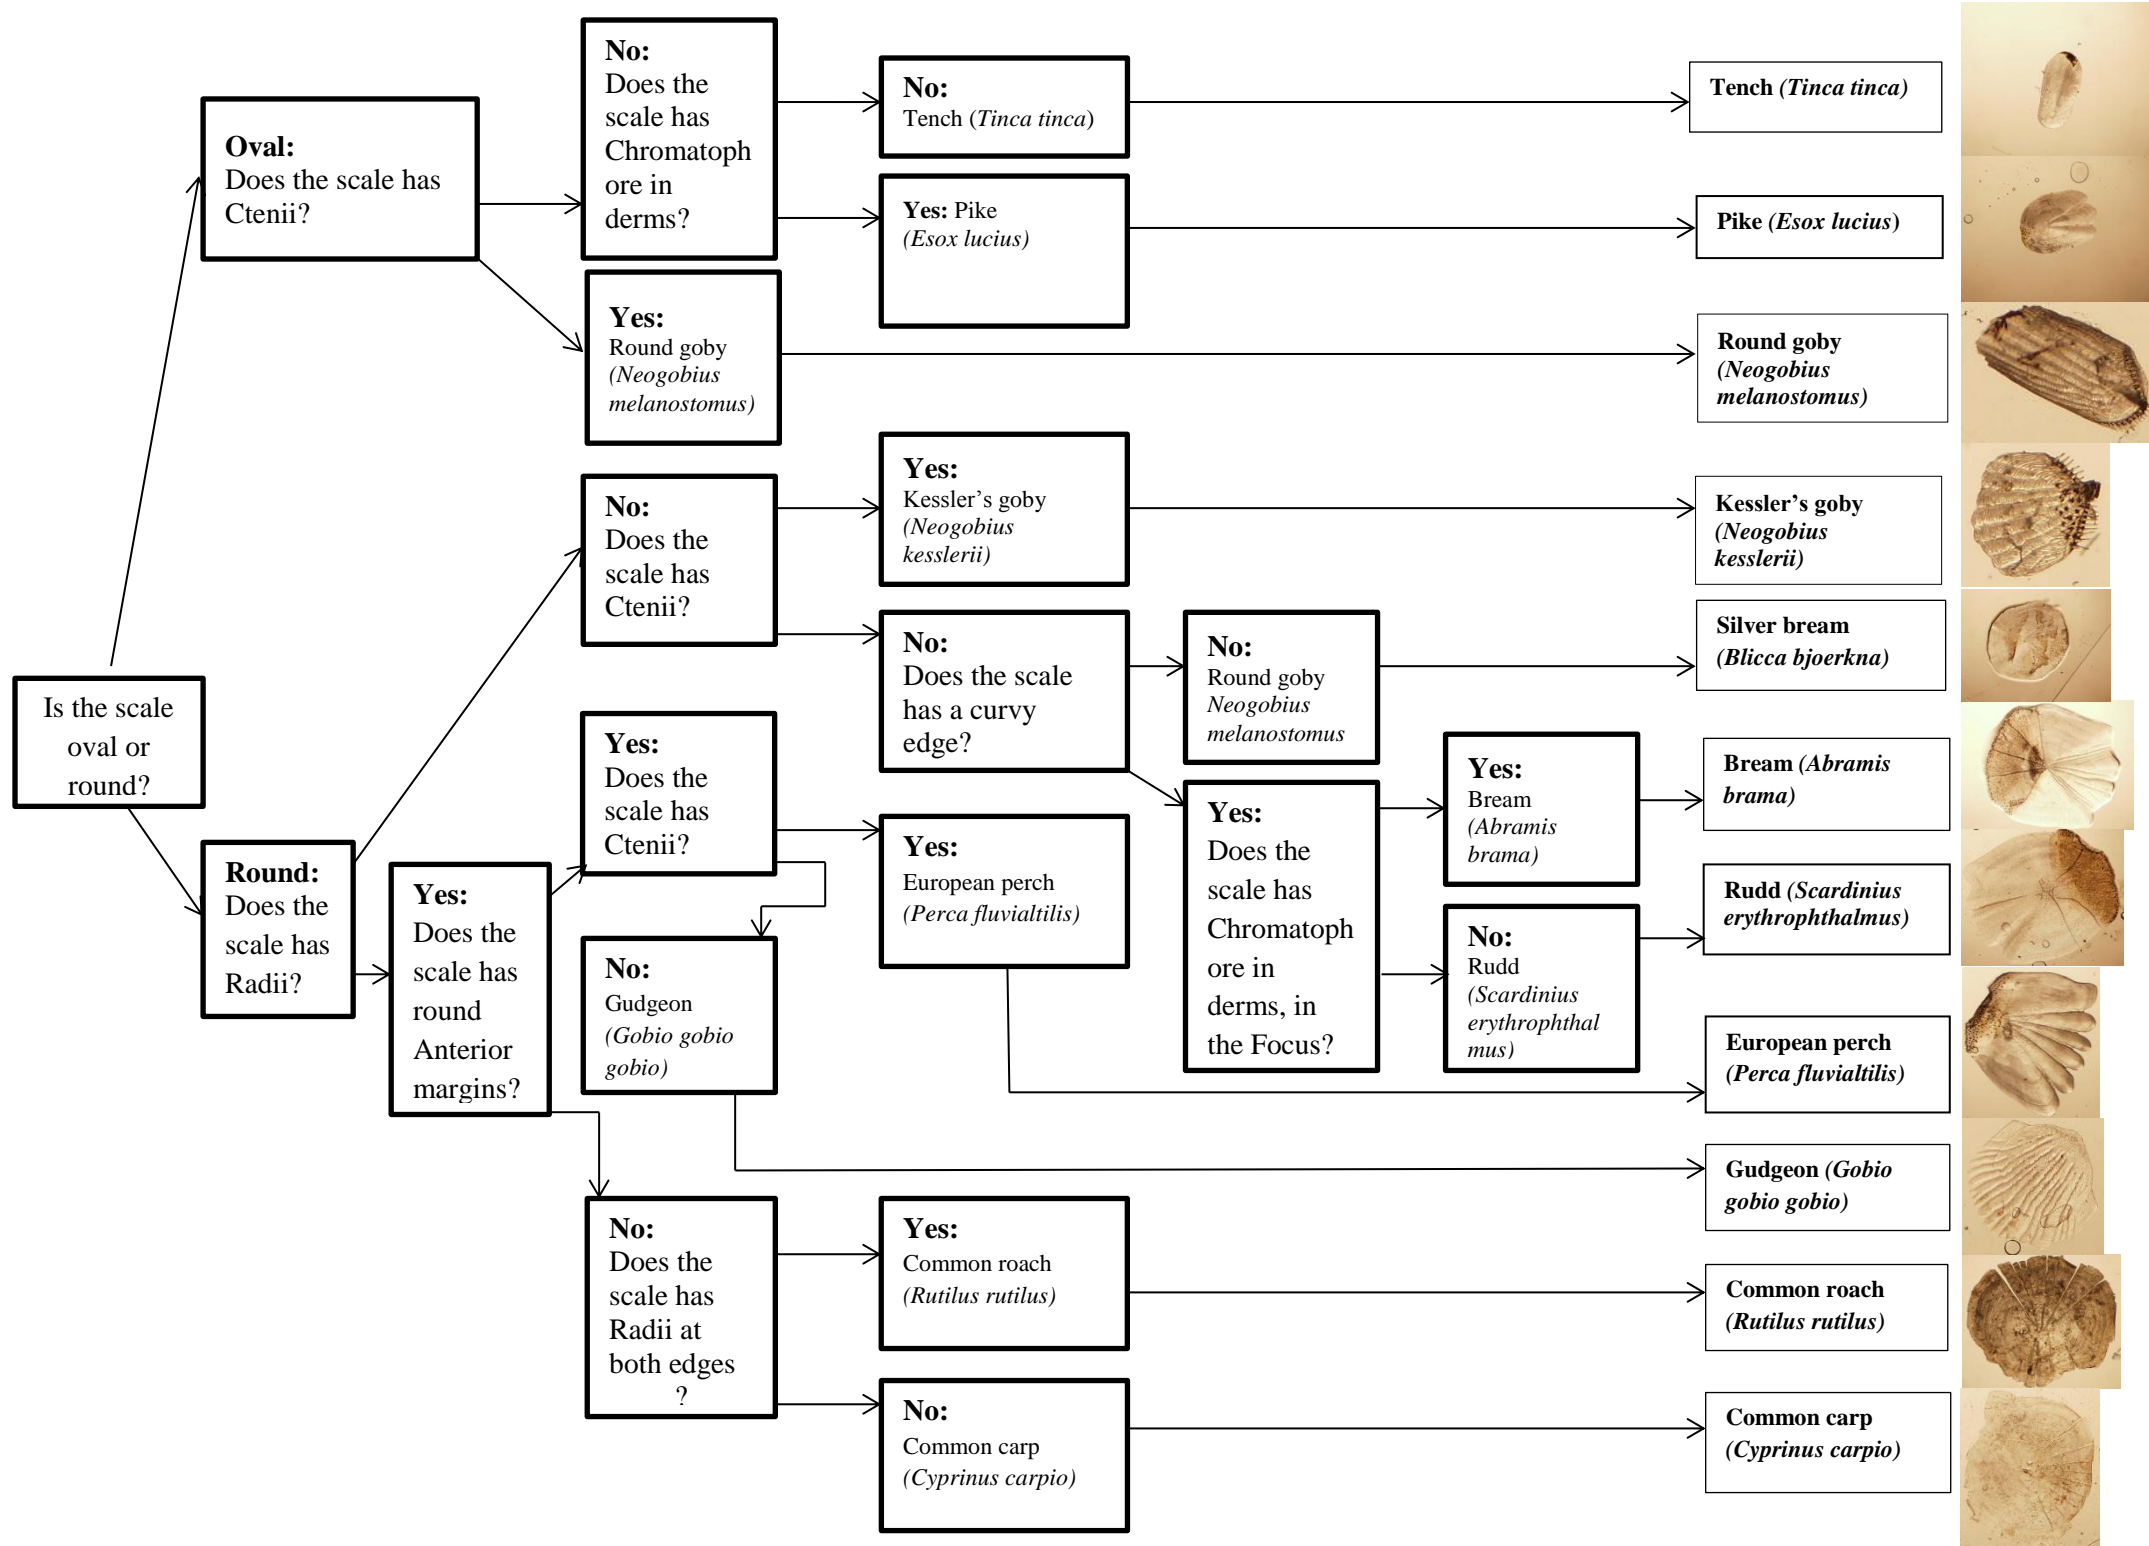 Is the scale
oval or
round?
Oval:
Does the scale has
Ctenii?
Round:
Does the
scale has
Radii?
Yes:
Does the
scale has
round
Anterior
margins?
No:
Does the
scale has
Chromatoph
ore in
derms?
Yes:
Round goby
(Neogobius
melanostomus)
No:
Does the
scale has
Ctenii?
Yes:
Does the
scale has
Ctenii?
No:
Gudgeon
(Gobio gobio
gobio)
No:
Does the
scale has
Radii at
both edges
?
No:
Tench (Tinca tinca)
Yes: Pike
(Esox lucius)
Yes:
Kessler’s goby
(Neogobius
kesslerii)
No:
Does the scale
has a curvy
edge?
Yes:
European perch
(Perca fluvialtilis)
Yes:
Common roach
(Rutilus rutilus)
No:
Common carp
(Cyprinus carpio)
No:
Round goby
Neogobius
melanostomus
Yes:
Does the
scale has
Chromatoph
ore in
derms, in
the Focus?
Yes:
Bream
(Abramis
brama)
No:
Rudd
(Scardinius
erythrophthal
mus)
Tench (Tinca tinca)
Pike (Esox lucius)
Round goby
(Neogobius
melanostomus)
Kessler’s goby
(Neogobius
kesslerii)
Silver bream
(Blicca bjoerkna)
Bream (Abramis
brama)
Rudd (Scardinius
erythrophthalmus)
European perch
(Perca fluvialtilis)
Gudgeon (Gobio
gobio gobio)
Common roach
(Rutilus rutilus)
Common carp
(Cyprinus carpio)